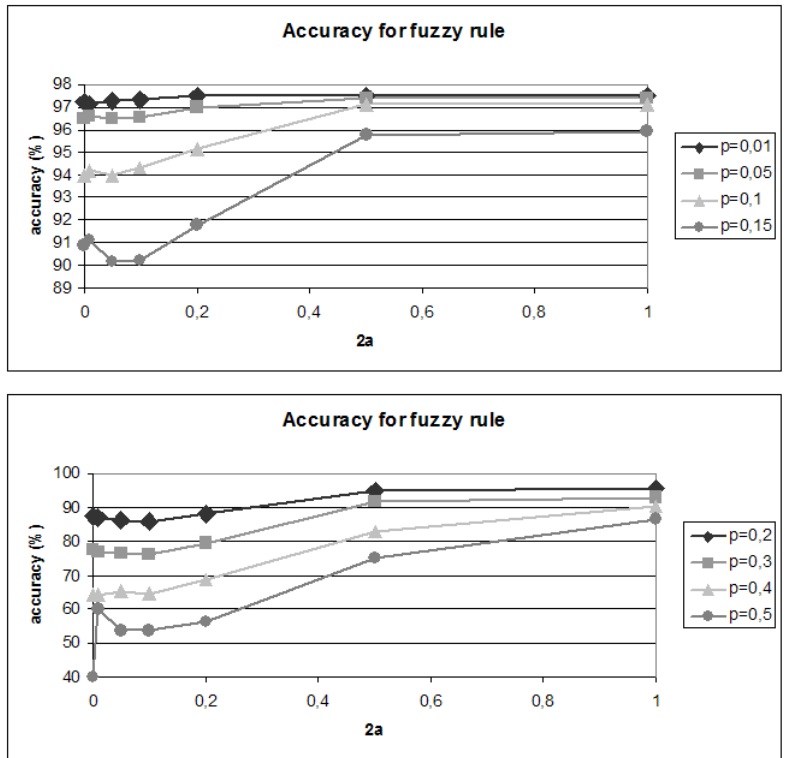 Accuracy for fuzzy rule
98
97
96
95
94
93
92
91
90
89
accuracy (%)
0
0,2
0,4
0,6
0,8
1
2a
p=0,01
p=0,05
p=0,1
p=0,15
Accuracy for fuzzy rule
100
90
80
70
60
50
40
accuracy (%)
0
0,2
0,4
0,6
0,8
1
2a
p=0,2
p=0,3
p=0,4
p=0,5